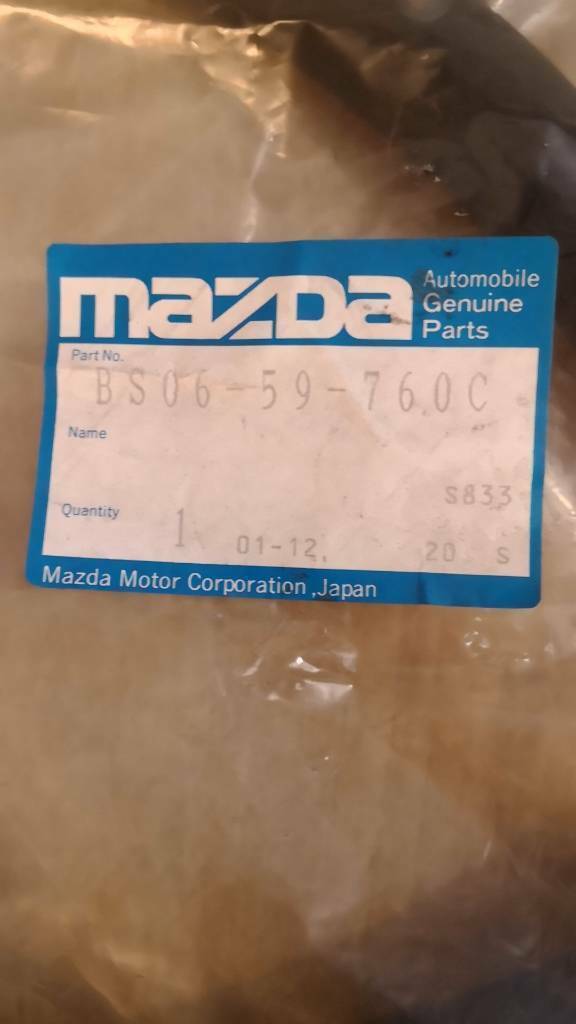 mazda
Automobile
Genuine
Parts
Part No.
BS06-59-760C
Name
S833
Quantity
1 01-12. 20 S
Mazda Motor Corporation, Japan